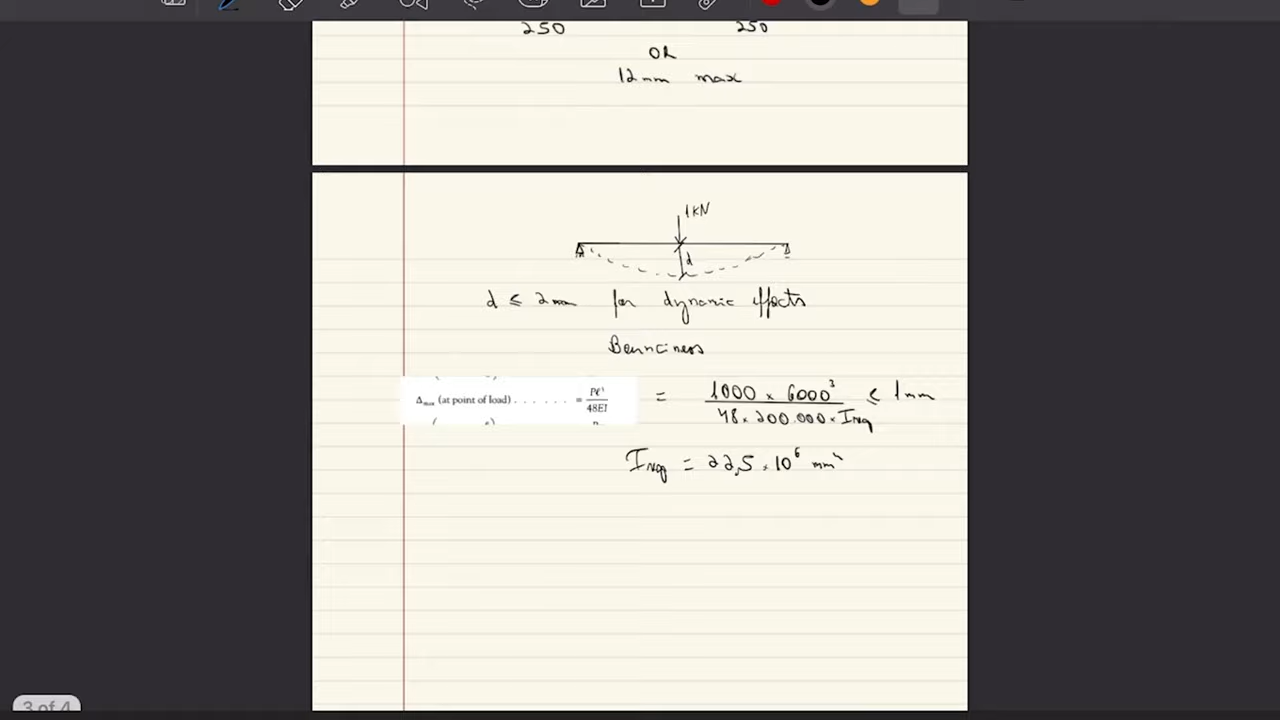 250 250
OR
12mm max
1KN
d
d ≤ 2mm for dynamic effects
Bounciness
Δmax (at point of load) . . . . . . = Pℓ³/48EI = 1000 × 6000³ / 48 × 200.000 × Ireq ≤ 1mm
Ireq = 22,5 × 10⁶ mm⁴
3 of 4